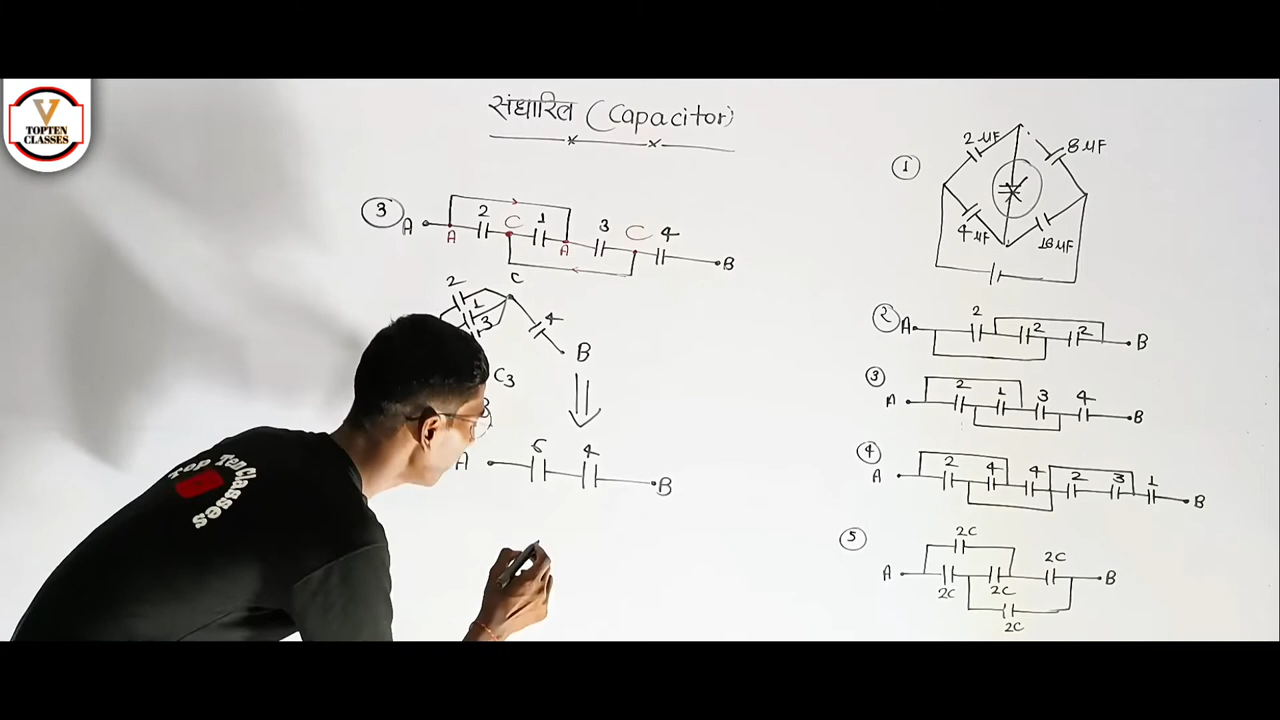 V
TOPTEN
CLASSES
संधारित्र (Capacitor)
3 A 2 C 1 3 C 4 B
A A
C
2 1 3 4
B
C3
A 6 4 B
Top Ten Classes
1 2 μF 8 μF
4 μF 16 μF
2 A 2 2 2 B
3 A 2 1 3 4 B
4 A 2 4 4 2 3 1 B
5 2C 2C
A B
2C 2C
2C